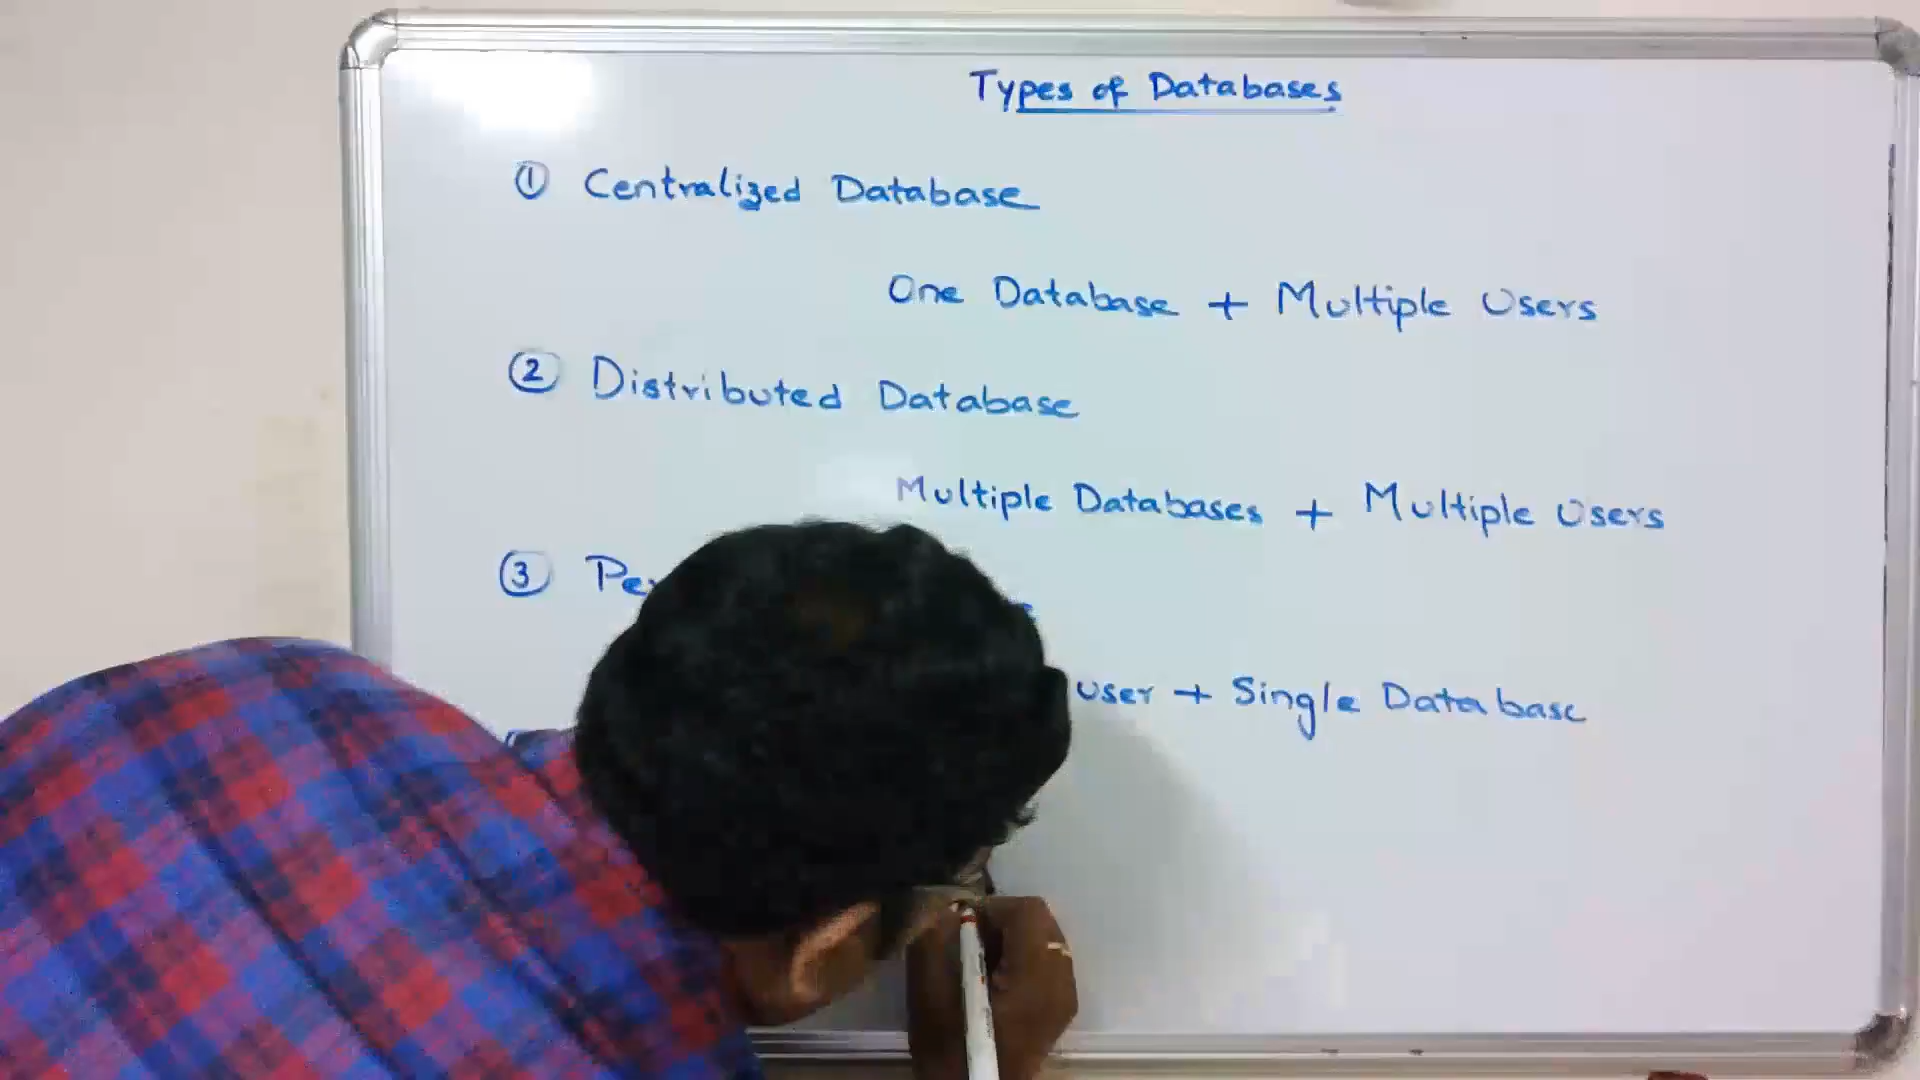 Types of Databases
① Centralized Database
One Database + Multiple Users
② Distributed Database
Multiple Databases + Multiple Users
③
user + Single Database